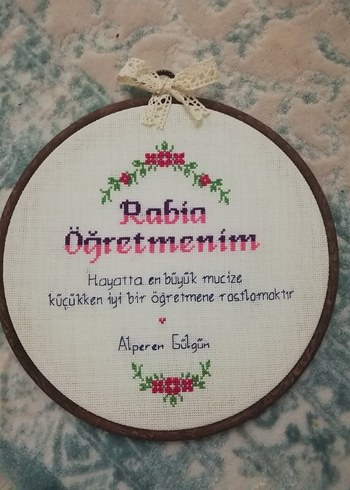 Rabia
Öğretmenim
Hayatta en büyük mucize
küçükken iyi bir öğretmene rastlamaktır
Alperen Gülgün